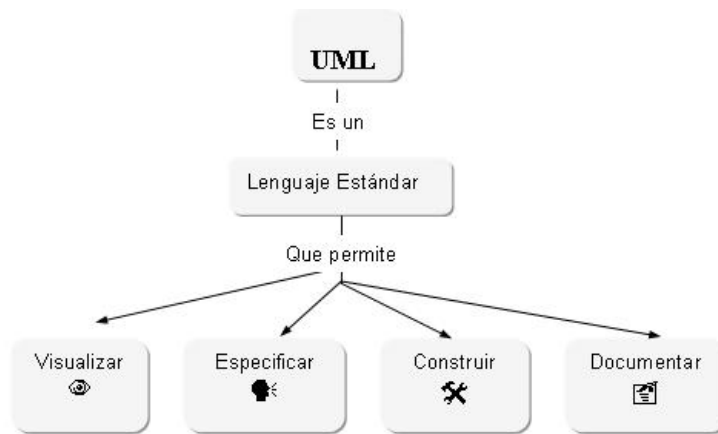 UML
Es un
Lenguaje Estándar
Que permite
Visualizar
Especificar
Construir
Documentar